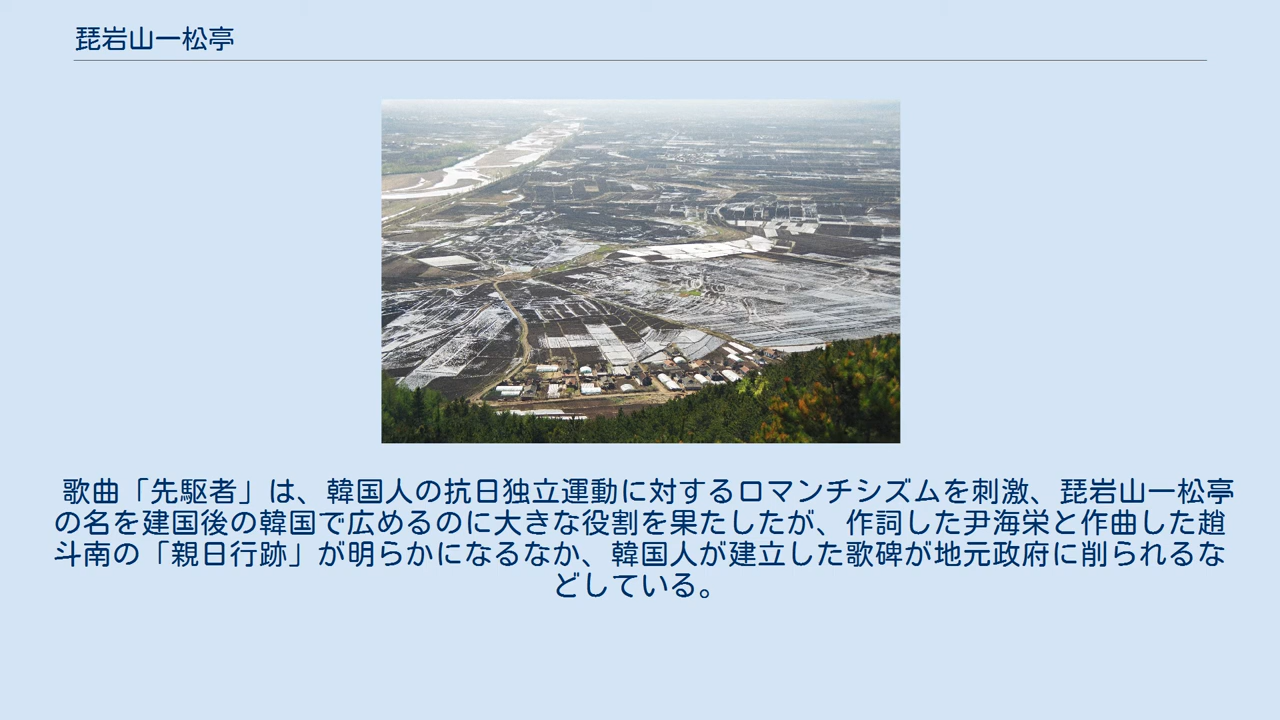 琵岩山一松亭
歌曲「先駆者」は、韓国人の抗日独立運動に対するロマンチシズムを刺激、琵岩山一松亭
の名を建国後の韓国で広めるのに大きな役割を果たしたが、作詞した尹海栄と作曲した趙
斗南の「親日行跡」が明らかになるなか、韓国人が建立した歌碑が地元政府に削られるな
どしている。